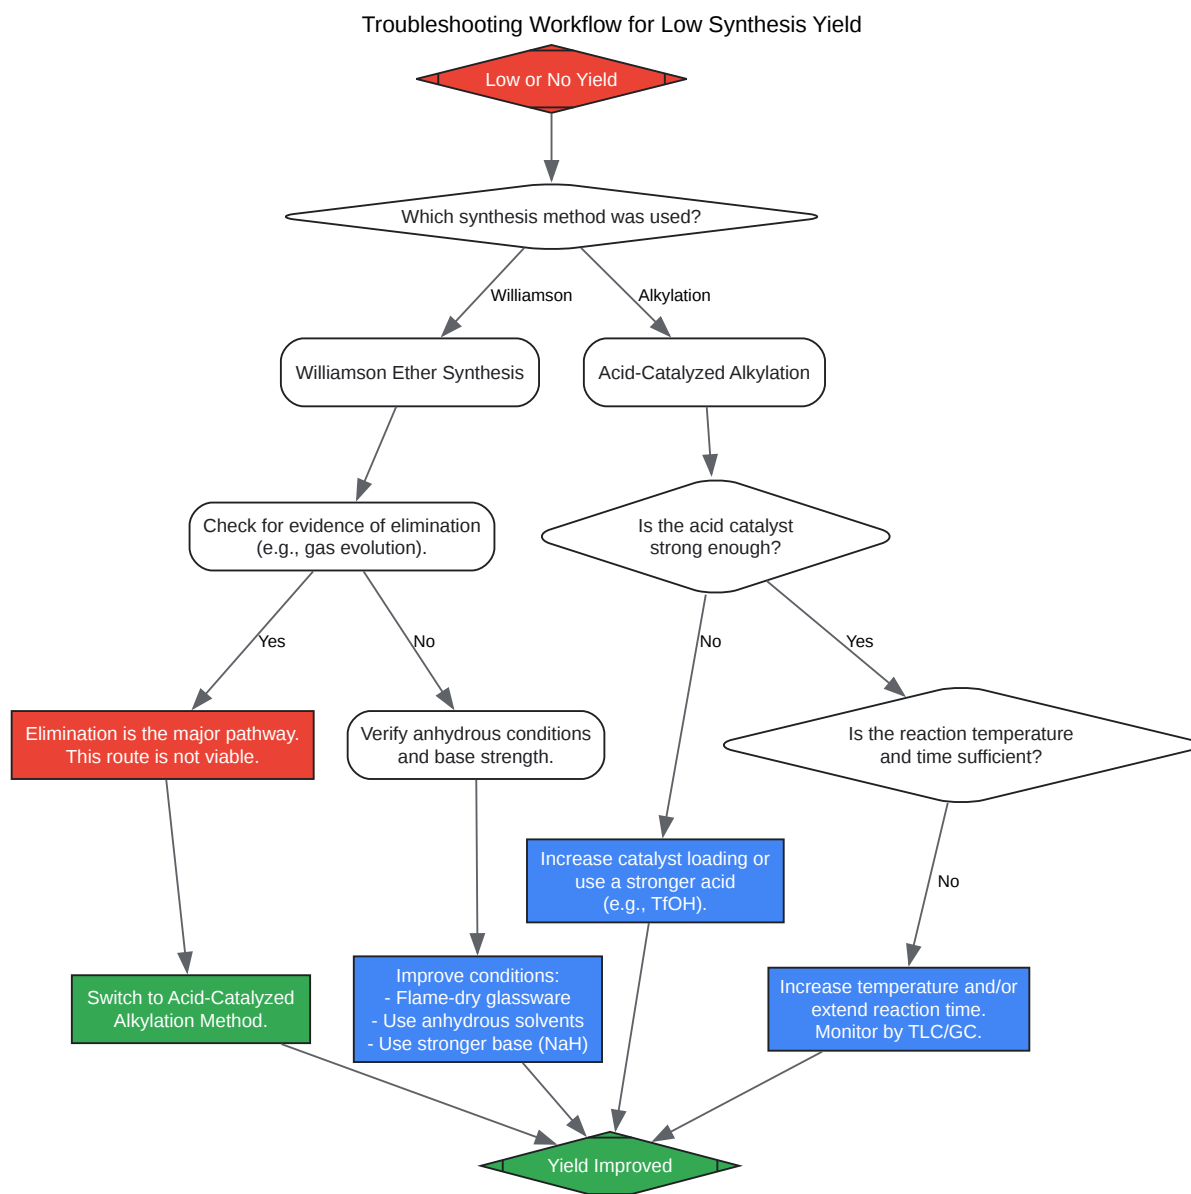 Troubleshooting Workflow for Low Synthesis Yield
Low or No Yield
Which synthesis method was used?
Williamson
Alkylation
Williamson Ether Synthesis
Acid-Catalyzed Alkylation
Check for evidence of elimination
(e.g., gas evolution).
Is the acid catalyst
strong enough?
Yes
No
No
Yes
Elimination is the major pathway.
This route is not viable.
Verify anhydrous conditions
and base strength.
Is the reaction temperature
and time sufficient?
Increase catalyst loading or
use a stronger acid
(e.g., TfOH).
No
Switch to Acid-Catalyzed
Alkylation Method.
Improve conditions:
- Flame-dry glassware
- Use anhydrous solvents
- Use stronger base (NaH)
Increase temperature and/or
extend reaction time.
Monitor by TLC/GC.
Yield Improved